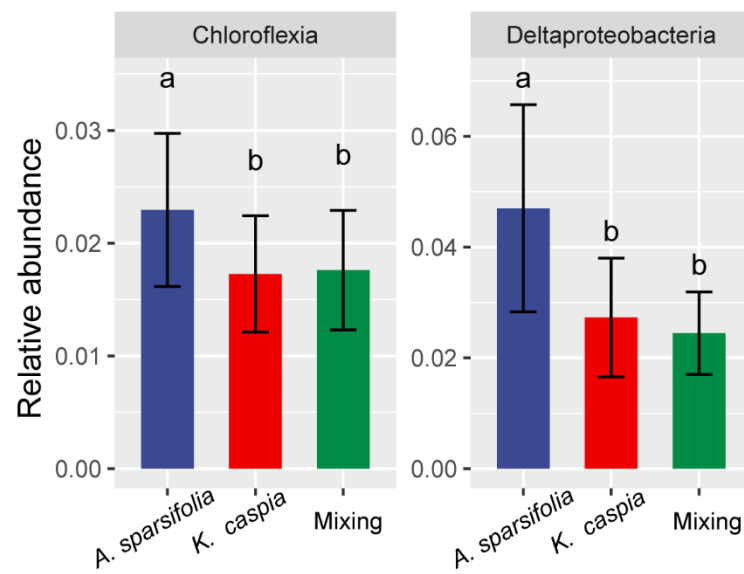 Chloroflexia
Deltaproteobacteria
Relative abundance
0.03
0.02
0.01
0.00
a
b
b
0.06
0.04
0.02
0.00
a
b
b
A. sparsifolia
K. caspia
Mixing
A. sparsifolia
K. caspia
Mixing